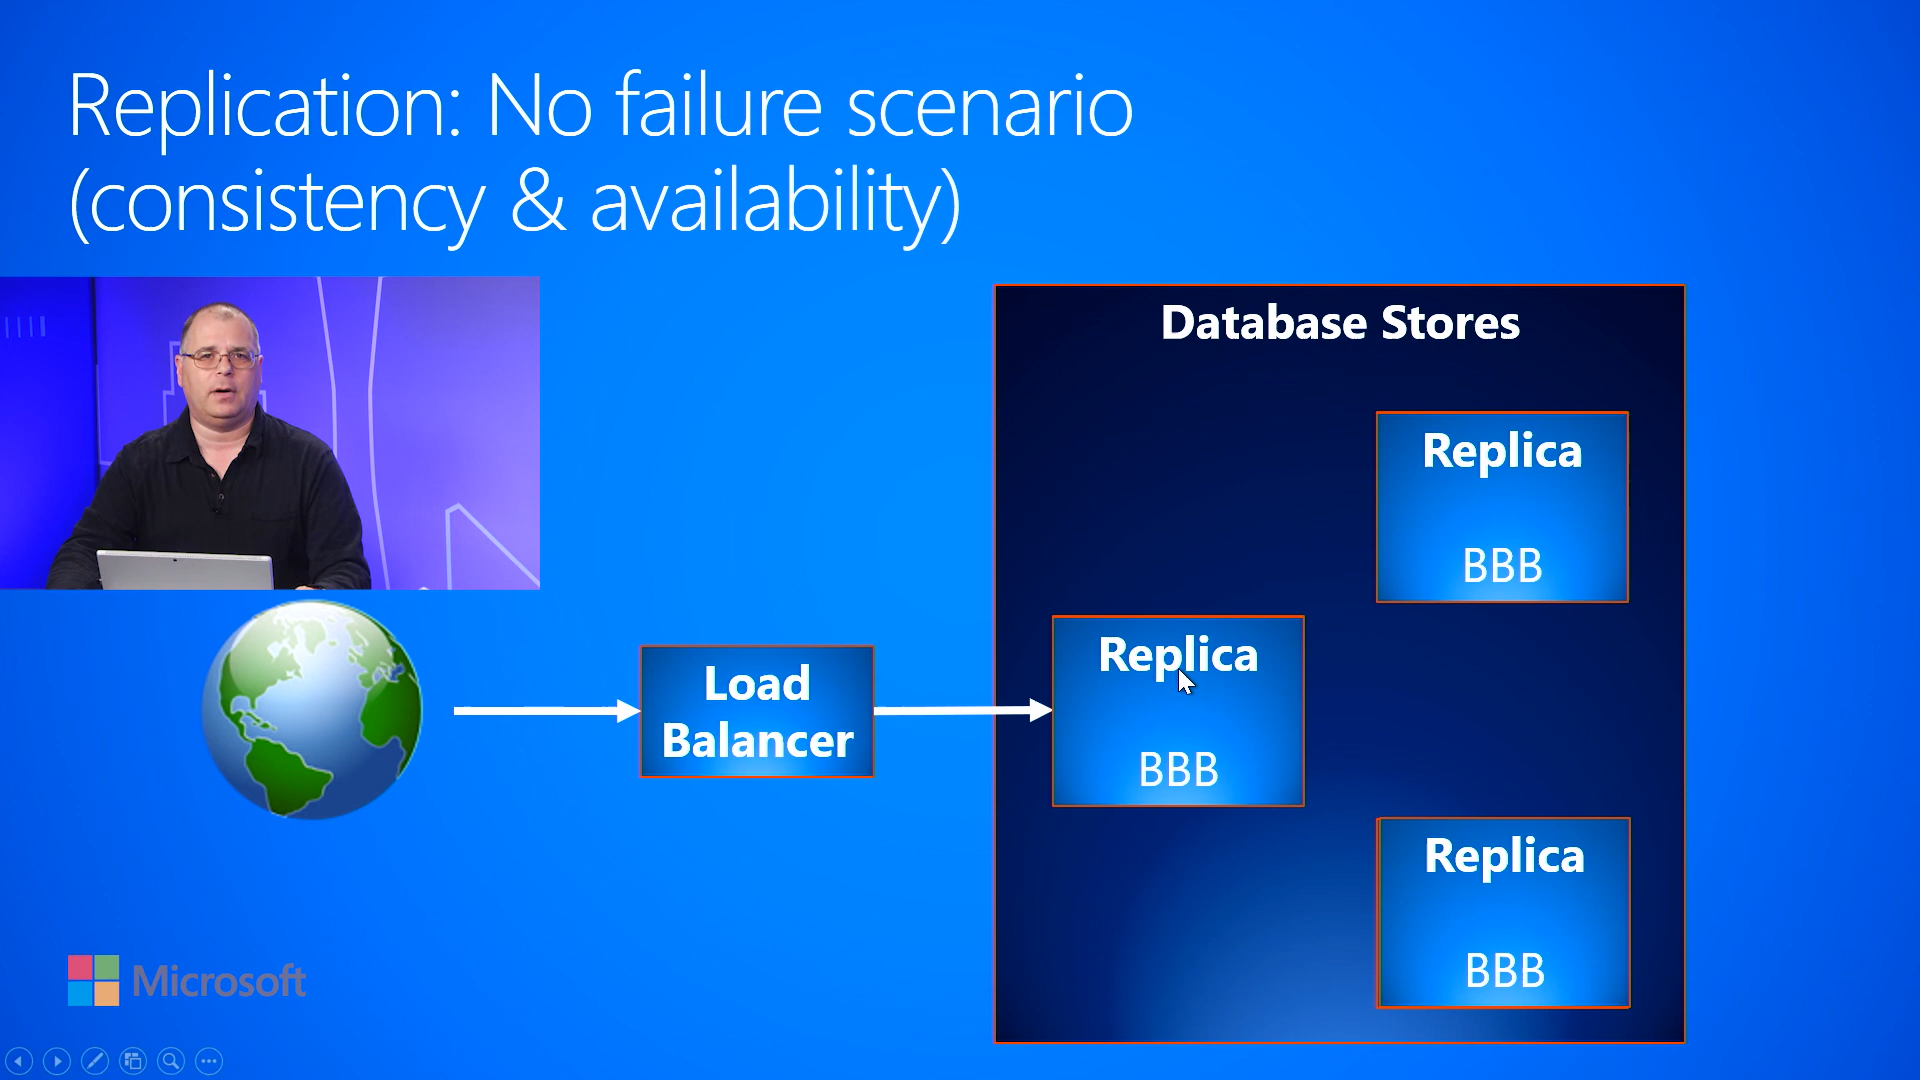 Replication: No failure scenario
(consistency & availability)
Database Stores
Replica
BBB
Replica
BBB
Load
Balancer
Replica
BBB
Microsoft